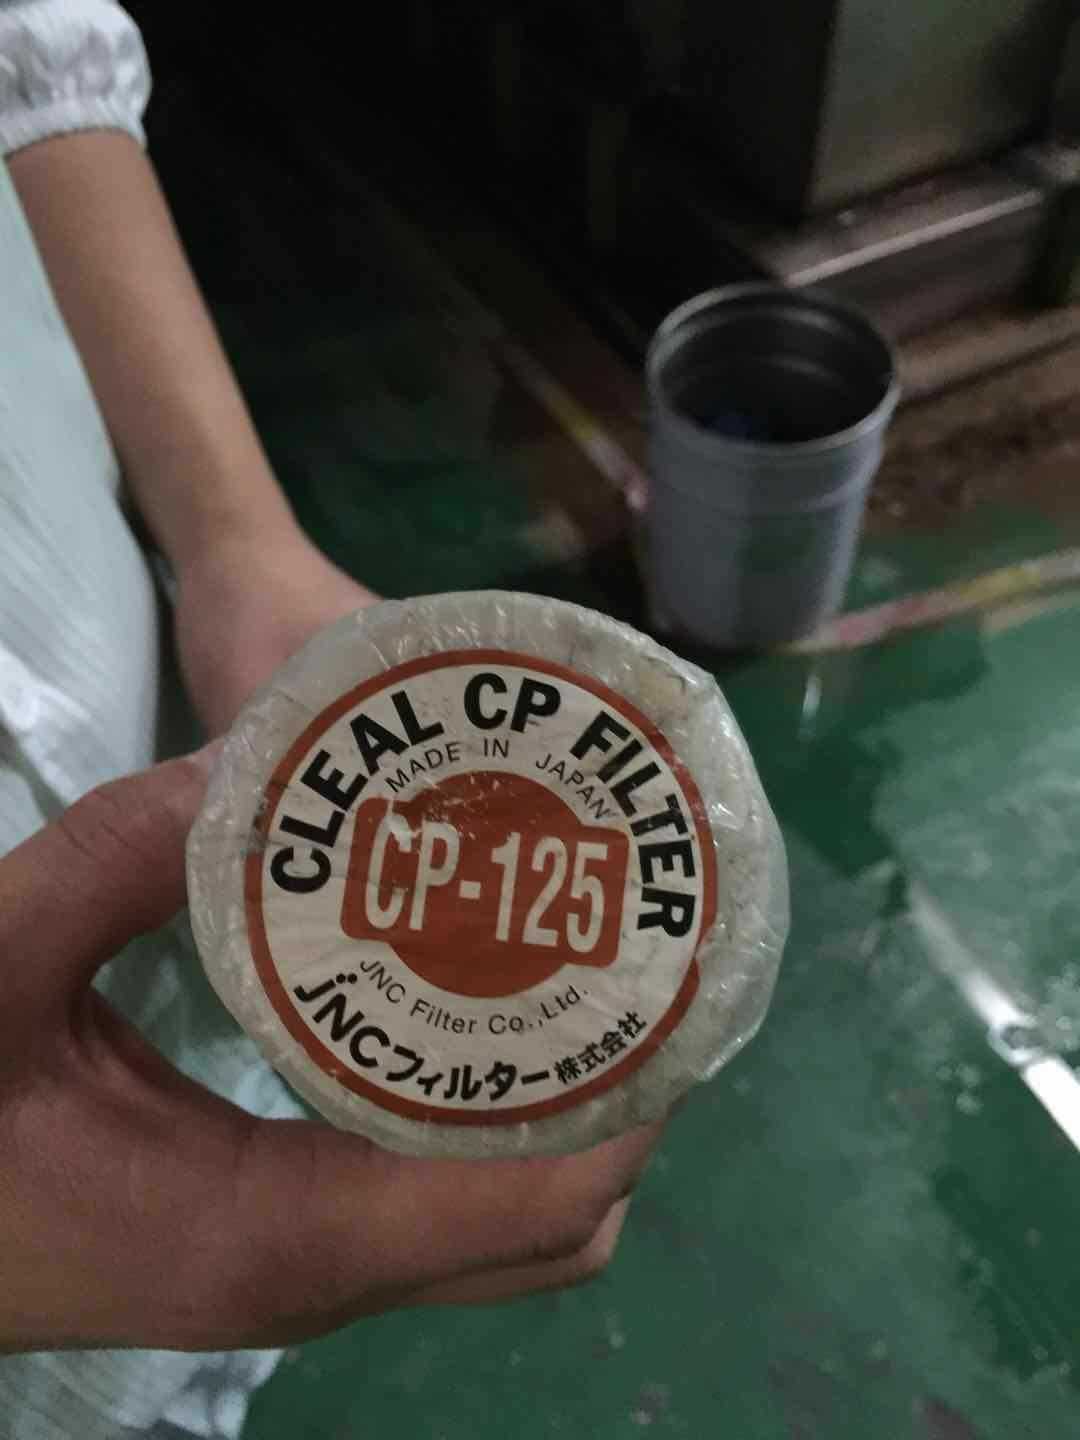 CLEAL CP FILTER
MADE IN JAPAN
CP-125
JNC Filter Co.,Ltd.
JNCフィルター株式会社